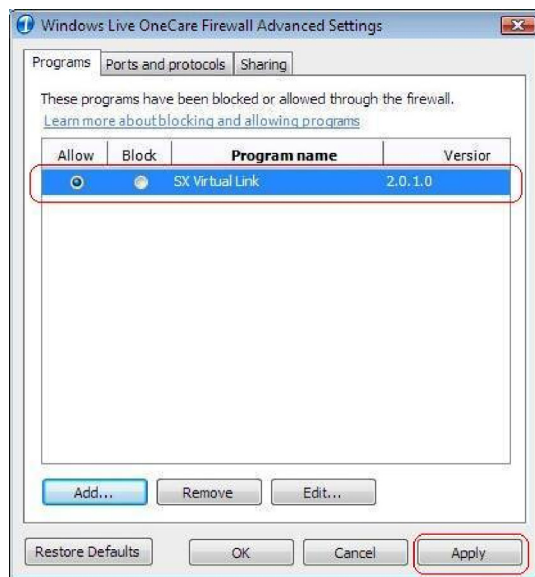 Windows Live OneCare Firewall Advanced Settings
Programs Ports and protocols Sharing
These programs have been blocked or allowed through the firewall.
Learn more about blocking and allowing programs
Allow Block Program name Versior
SX Virtual Link 2.0.1.0
Add... Remove Edit...
Restore Defaults OK Cancel Apply